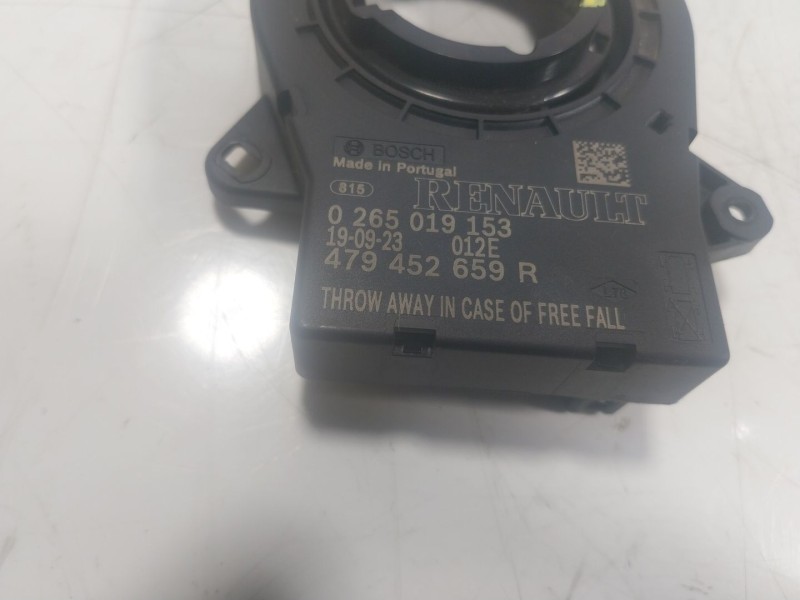 BOSCH
Made in Portugal
815
RENAULT
0 265 019 153
19-09-23 012E
479 452 659 R
THROW AWAY IN CASE OF FREE FALL